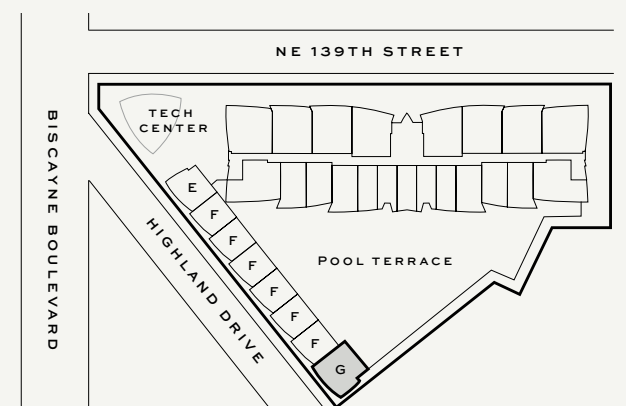 NE 139TH STREET
BISCAYNE BOULEVARD
TECH
CENTER
E
F
F
F
F
F
F
G
HIGHLAND DRIVE
POOL TERRACE